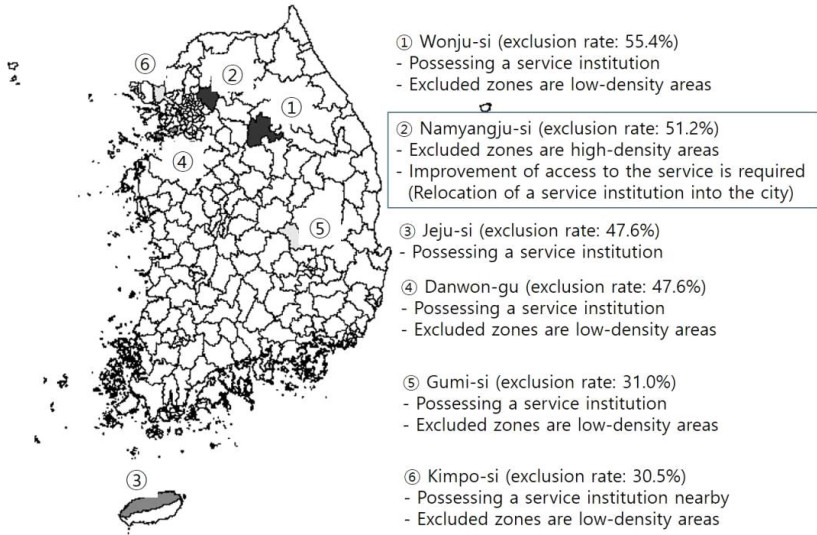 ① Wonju-si (exclusion rate: 55.4%)
- Possessing a service institution
- Excluded zones are low-density areas
② Namyangju-si (exclusion rate: 51.2%)
- Excluded zones are high-density areas
- Improvement of access to the service is required
(Relocation of a service institution into the city)
③ Jeju-si (exclusion rate: 47.6%)
- Possessing a service institution
④ Danwon-gu (exclusion rate: 47.6%)
- Possessing a service institution
- Excluded zones are low-density areas
⑤ Gumi-si (exclusion rate: 31.0%)
- Possessing a service institution
- Excluded zones are low-density areas
⑥ Kimpo-si (exclusion rate: 30.5%)
- Possessing a service institution nearby
- Excluded zones are low-density areas
⑥
②
①
④
⑤
③